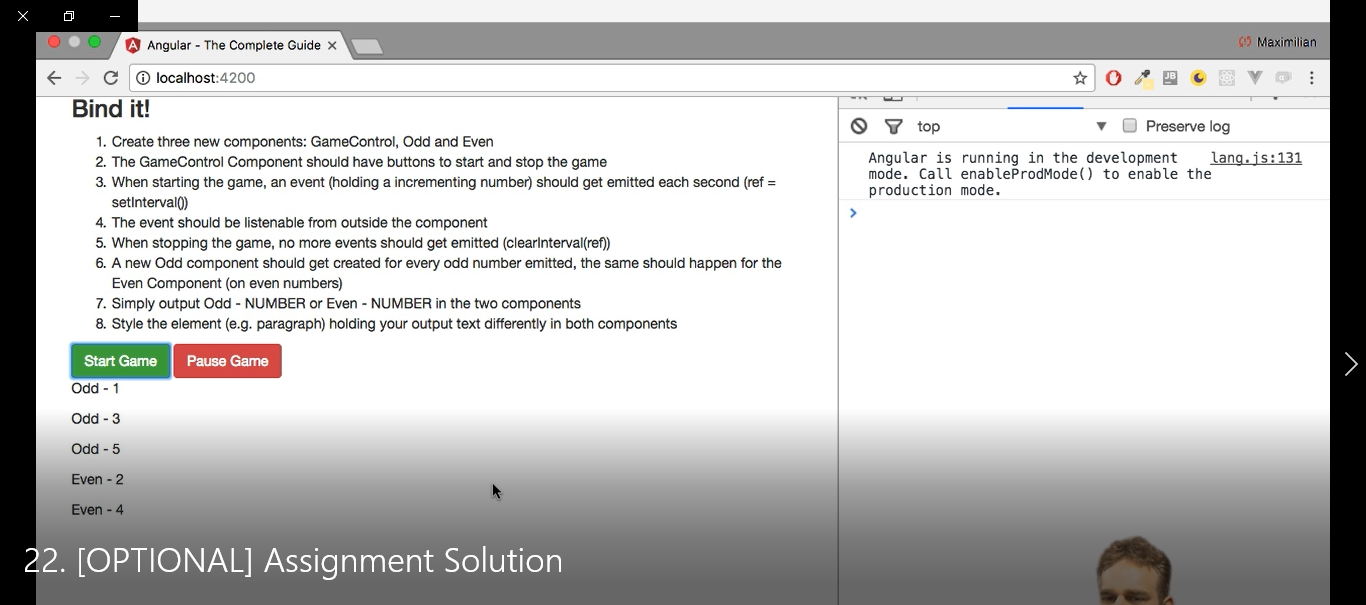 Angular - The Complete Guide
Maximilian
localhost:4200
Bind it!
1. Create three new components: GameControl, Odd and Even
2. The GameControl Component should have buttons to start and stop the game
3. When starting the game, an event (holding a incrementing number) should get emitted each second (ref =
setInterval())
4. The event should be listenable from outside the component
5. When stopping the game, no more events should get emitted (clearInterval(ref))
6. A new Odd component should get created for every odd number emitted, the same should happen for the
Even Component (on even numbers)
7. Simply output Odd - NUMBER or Even - NUMBER in the two components
8. Style the element (e.g. paragraph) holding your output text differently in both components
Start Game Pause Game
Odd - 1
Odd - 3
Odd - 5
Even - 2
Even - 4
top Preserve log
Angular is running in the development lang.js:131
mode. Call enableProdMode() to enable the
production mode.
22. [OPTIONAL] Assignment Solution